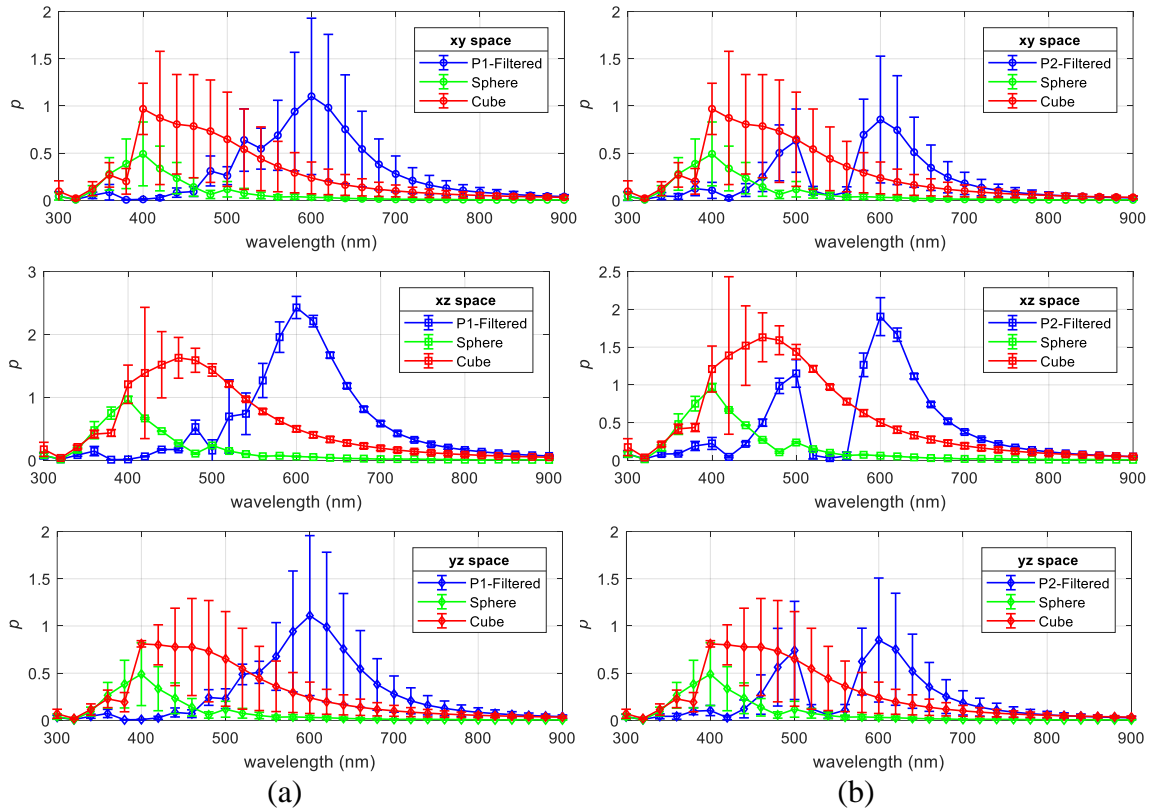 2
1.5
1
0.5
0
p
xy space
P1-Filtered
Sphere
Cube
300 400 500 600 700 800 900
wavelength (nm)
2
1.5
1
0.5
0
p
xy space
P2-Filtered
Sphere
Cube
300 400 500 600 700 800 900
wavelength (nm)
3
2
1
0
p
xz space
P1-Filtered
Sphere
Cube
300 400 500 600 700 800 900
wavelength (nm)
2.5
2
1.5
1
0.5
0
p
xz space
P2-Filtered
Sphere
Cube
300 400 500 600 700 800 900
wavelength (nm)
2
1.5
1
0.5
0
p
yz space
P1-Filtered
Sphere
Cube
300 400 500 600 700 800 900
wavelength (nm)
2
1.5
1
0.5
0
p
yz space
P2-Filtered
Sphere
Cube
300 400 500 600 700 800 900
wavelength (nm)
(a)
(b)